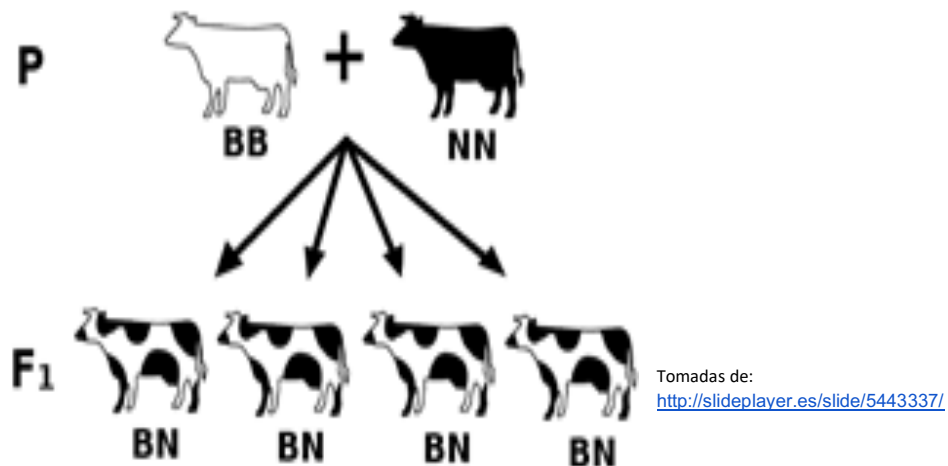 P
BB + NN
F1
BN BN BN BN
Tomadas de:
http://slideplayer.es/slide/5443337/